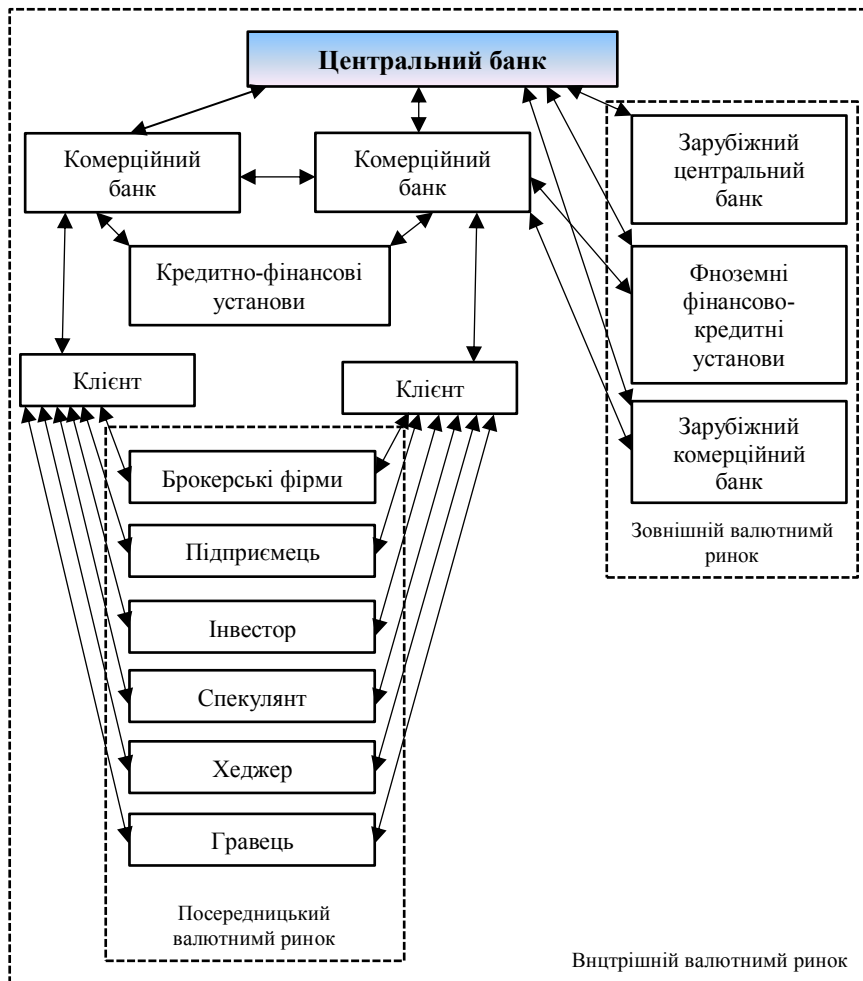 Центральний банк
Комерційний
банк
Комерційний
банк
Зарубіжний
центральний
банк
Кредитно-фінансові
установи
Фноземні
фінансово-
кредитні
установи
Клієнт
Клієнт
Зарубіжний
комерційний
банк
Брокерські фірми
Зовнішній валютнимй
ринок
Підприємець
Інвестор
Спекулянт
Хеджер
Гравець
Посередницький
валютнимй ринок
Внцтрішній валютнимй ринок